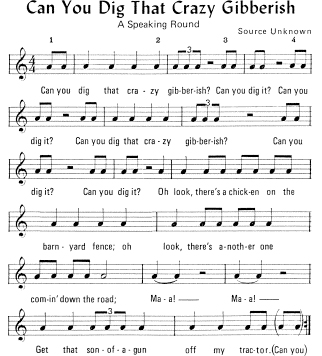 Can You Dig That Crazy Gibberish
A Speaking Round
Source Unknown
1 2 3 4
3 3
Can you dig that cra - zy gib-ber-ish? Can you dig it? Can you
3
dig it? Can you dig that cra - zy gib-ber-ish? Can you
dig it? Can you dig it? Oh look, there's a chick-en on the
barn - yard fence; oh look, there's a-noth-er one
com-in' down the road; Ma - a! Ma - a!
3
Get that son-of-a-gun off my trac-tor. (Can you)